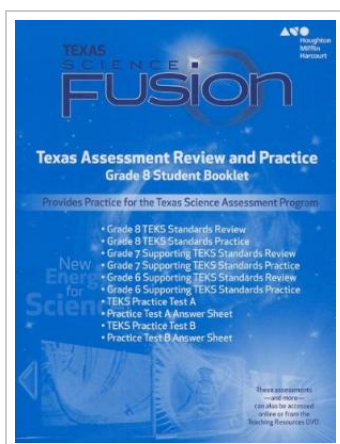 Houghton
Mifflin
Harcourt
TEXAS
SCIENCE
FUSION
Texas Assessment Review and Practice
Grade 8 Student Booklet
Provides Practice for the Texas Science Assessment Program
• Grade 8 TEKS Standards Review
• Grade 8 TEKS Standards Practice
• Grade 7 Supporting TEKS Standards Review
• Grade 7 Supporting TEKS Standards Practice
• Grade 6 Supporting TEKS Standards Review
• Grade 6 Supporting TEKS Standards Practice
• TEKS Practice Test A
• Practice Test A Answer Sheet
• TEKS Practice Test B
• Practice Test B Answer Sheet
New
Energy
for
Science
These assessments
—and more—
can also be accessed
online or from the
Teaching Resources DVD.